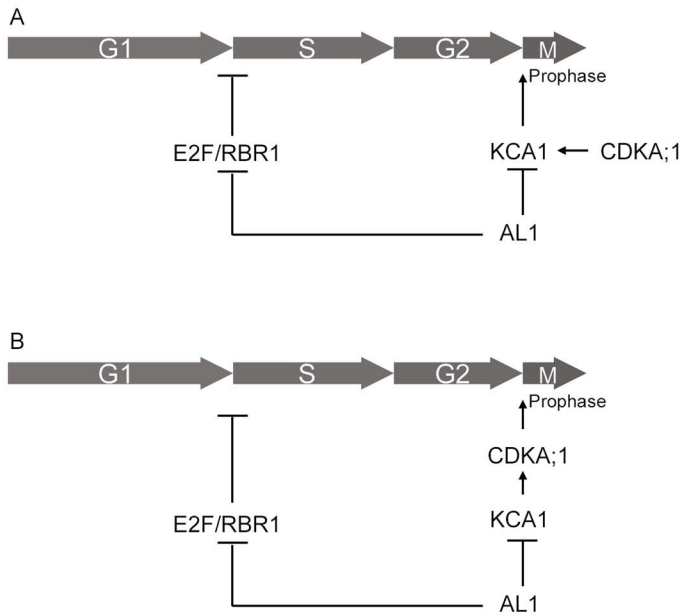 A
G1 S G2 M
Prophase
E2F/RBR1 KCA1 CDKA;1
AL1
B
G1 S G2 M
Prophase
CDKA;1
E2F/RBR1 KCA1
AL1